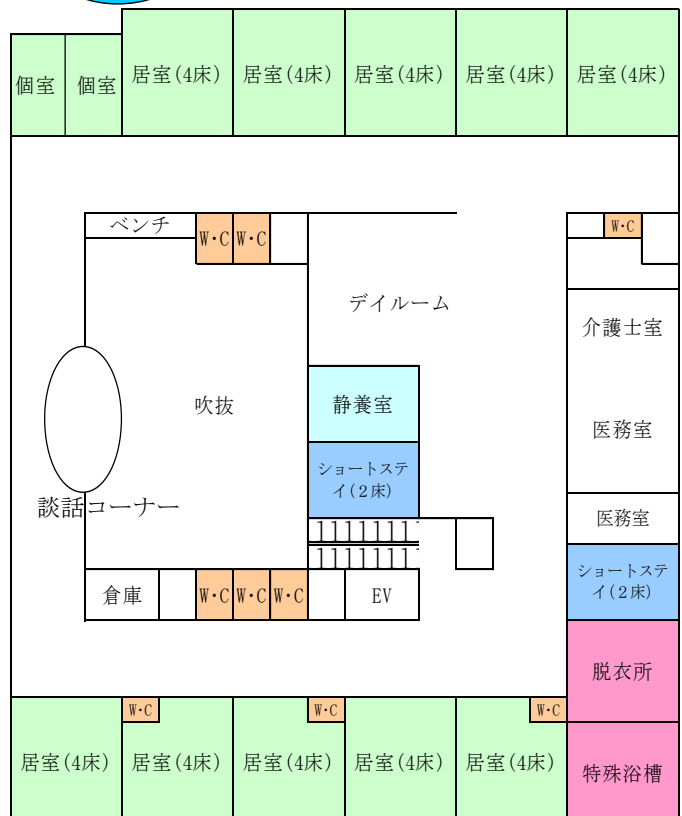 個室
個室
居室(4床)
居室(4床)
居室(4床)
居室(4床)
居室(4床)
ベンチ
W・C
W・C
W・C
デイルーム
介護士室
吹抜
静養室
医務室
ショートステ
イ(2床)
談話コーナー
医務室
ショートステ
イ(2床)
倉庫
W・C
W・C
W・C
EV
脱衣所
W・C
W・C
W・C
居室(4床)
居室(4床)
居室(4床)
居室(4床)
居室(4床)
特殊浴槽